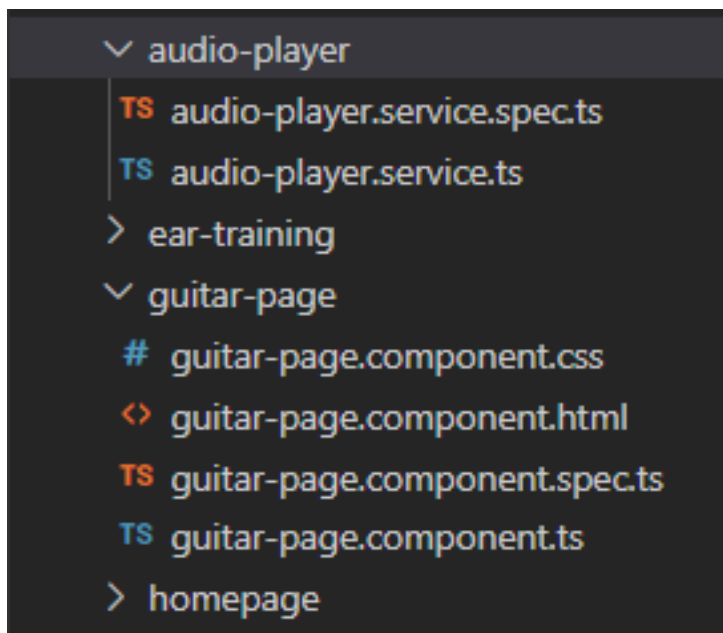 audio-player
TS audio-player.service.spec.ts
TS audio-player.service.ts
ear-training
guitar-page
# guitar-page.component.css
<> guitar-page.component.html
TS guitar-page.component.spec.ts
TS guitar-page.component.ts
homepage